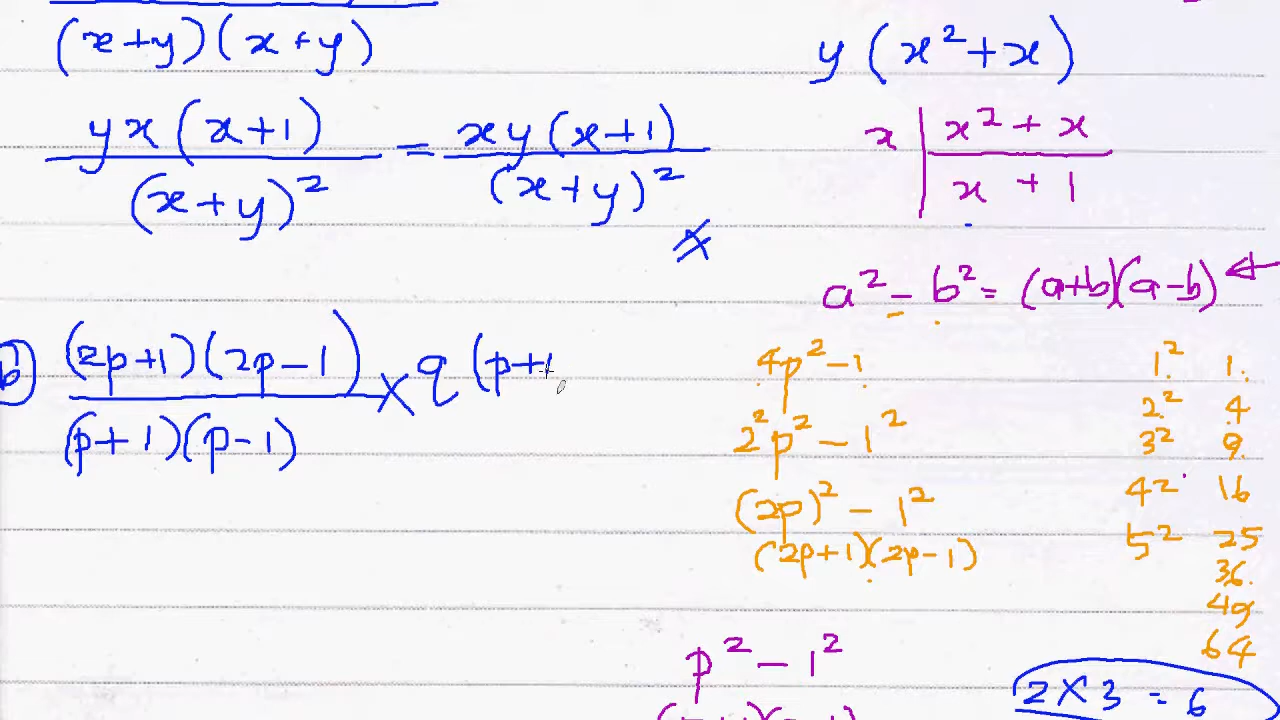 (x+y)(x+y)
yx(x+1) / (x+y)² = xy(x+1) / (x+y)²
b) (2p+1)(2p-1) / (p+1)(p-1) × q(p+1
y(x²+x)
x | x² + x
x + 1
a² - b² = (a+b)(a-b) ←
4p² - 1
2²p² - 1²
(2p)² - 1²
(2p+1)(2p-1)
1² 1.
2² 4
3² 9
4² 16
5² 25
36
49
64
p² - 1²
2 × 3 = 6